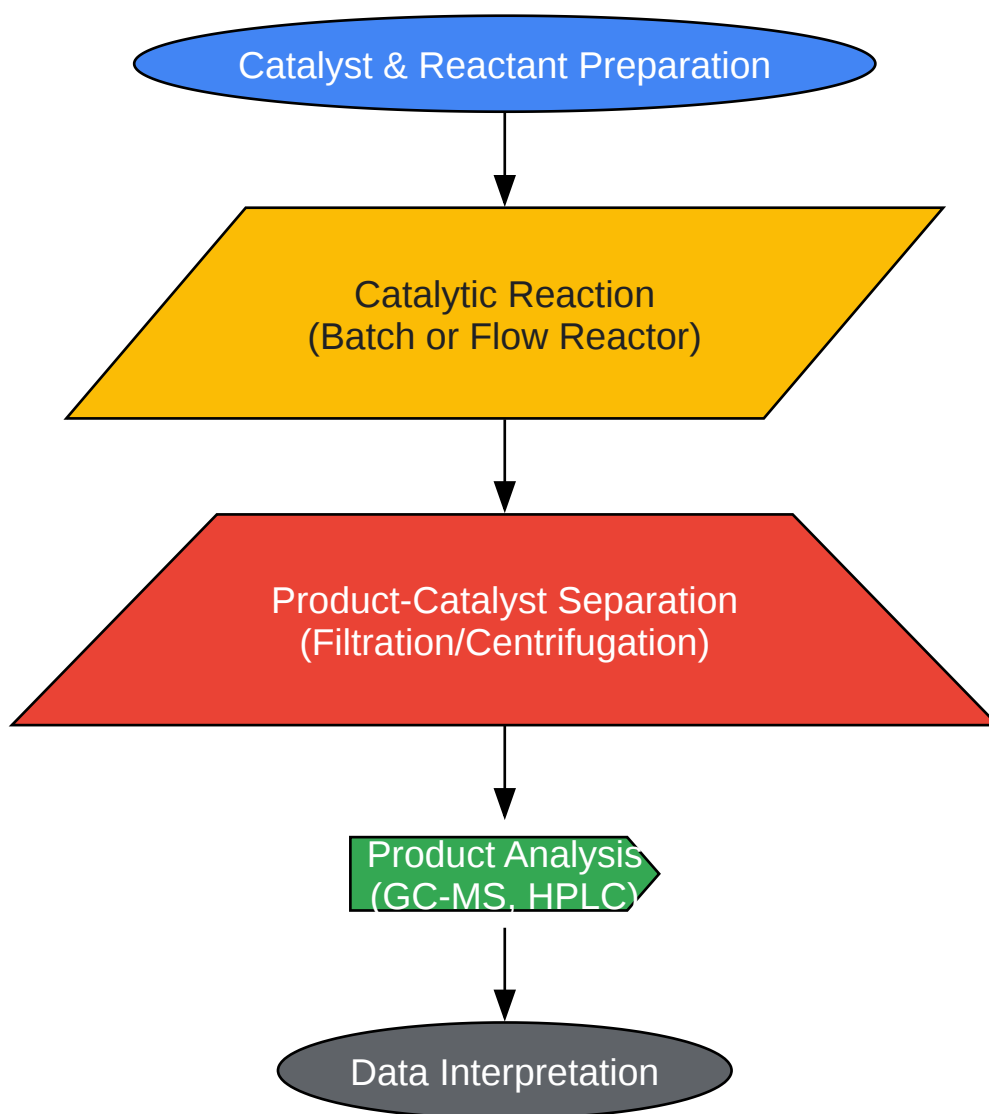 Catalyst & Reactant Preparation
Catalytic Reaction
(Batch or Flow Reactor)
Product-Catalyst Separation
(Filtration/Centrifugation)
Product Analysis
(GC-MS, HPLC)
Data Interpretation